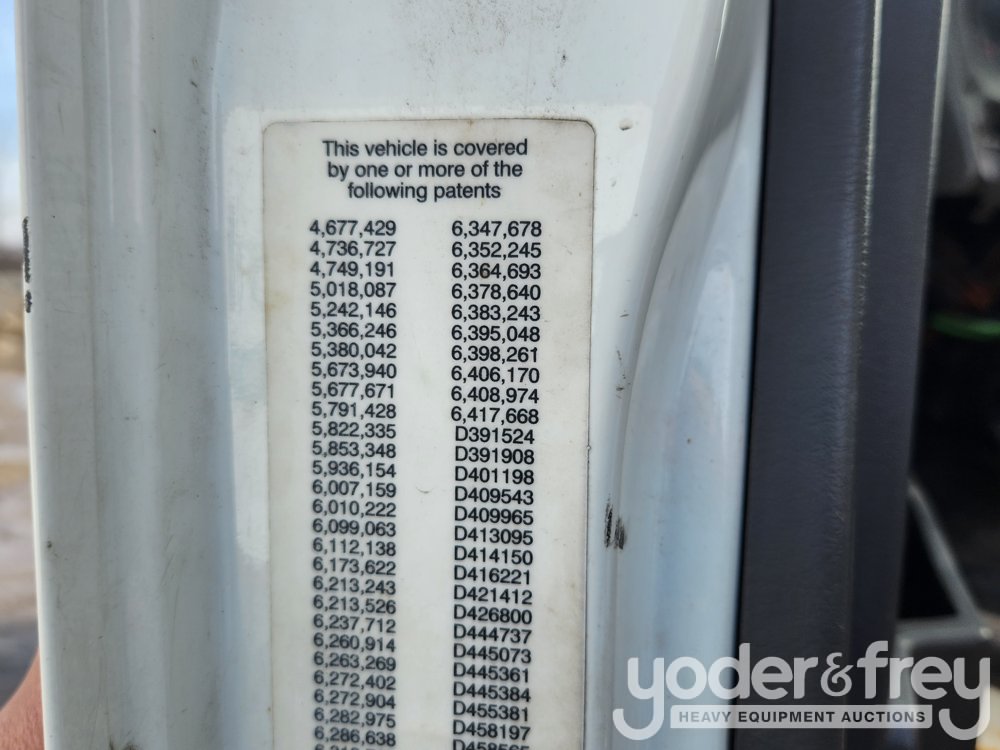 This vehicle is covered
by one or more of the
following patents
4,677,429
4,736,727
4,749,191
5,018,087
5,242,146
5,366,246
5,380,042
5,673,940
5,677,671
5,791,428
5,822,335
5,853,348
5,936,154
6,007,159
6,010,222
6,099,063
6,112,138
6,173,622
6,213,243
6,213,526
6,237,712
6,260,914
6,263,269
6,272,402
6,272,904
6,282,975
6,286,638
6,347,678
6,352,245
6,364,693
6,378,640
6,383,243
6,395,048
6,398,261
6,406,170
6,408,974
6,417,668
D391524
D391908
D401198
D409543
D409965
D413095
D414150
D416221
D421412
D426800
D444737
D445073
D445361
D445384
D455381
D458197
yoder&frey
HEAVY EQUIPMENT AUCTIONS